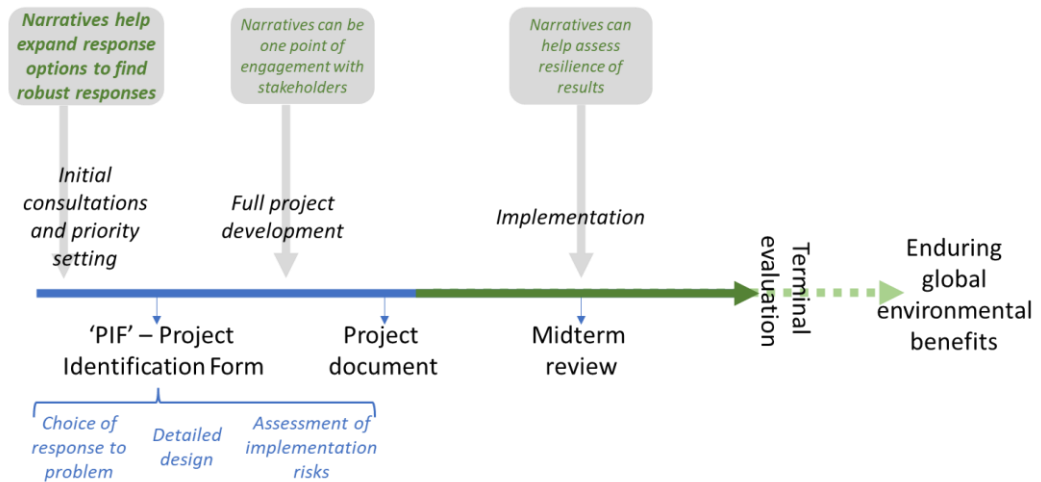 Narratives help
expand response
options to find
robust responses
Narratives can be
one point of
engagement with
stakeholders
Narratives can
help assess
resilience of
results
Initial
consultations
and priority
setting
Full project
development
Implementation
Terminal
evaluation
Enduring
global
environmental
benefits
‘PIF’ – Project
Identification Form
Project
document
Midterm
review
Choice of
response to
problem
Detailed
design
Assessment of
implementation
risks